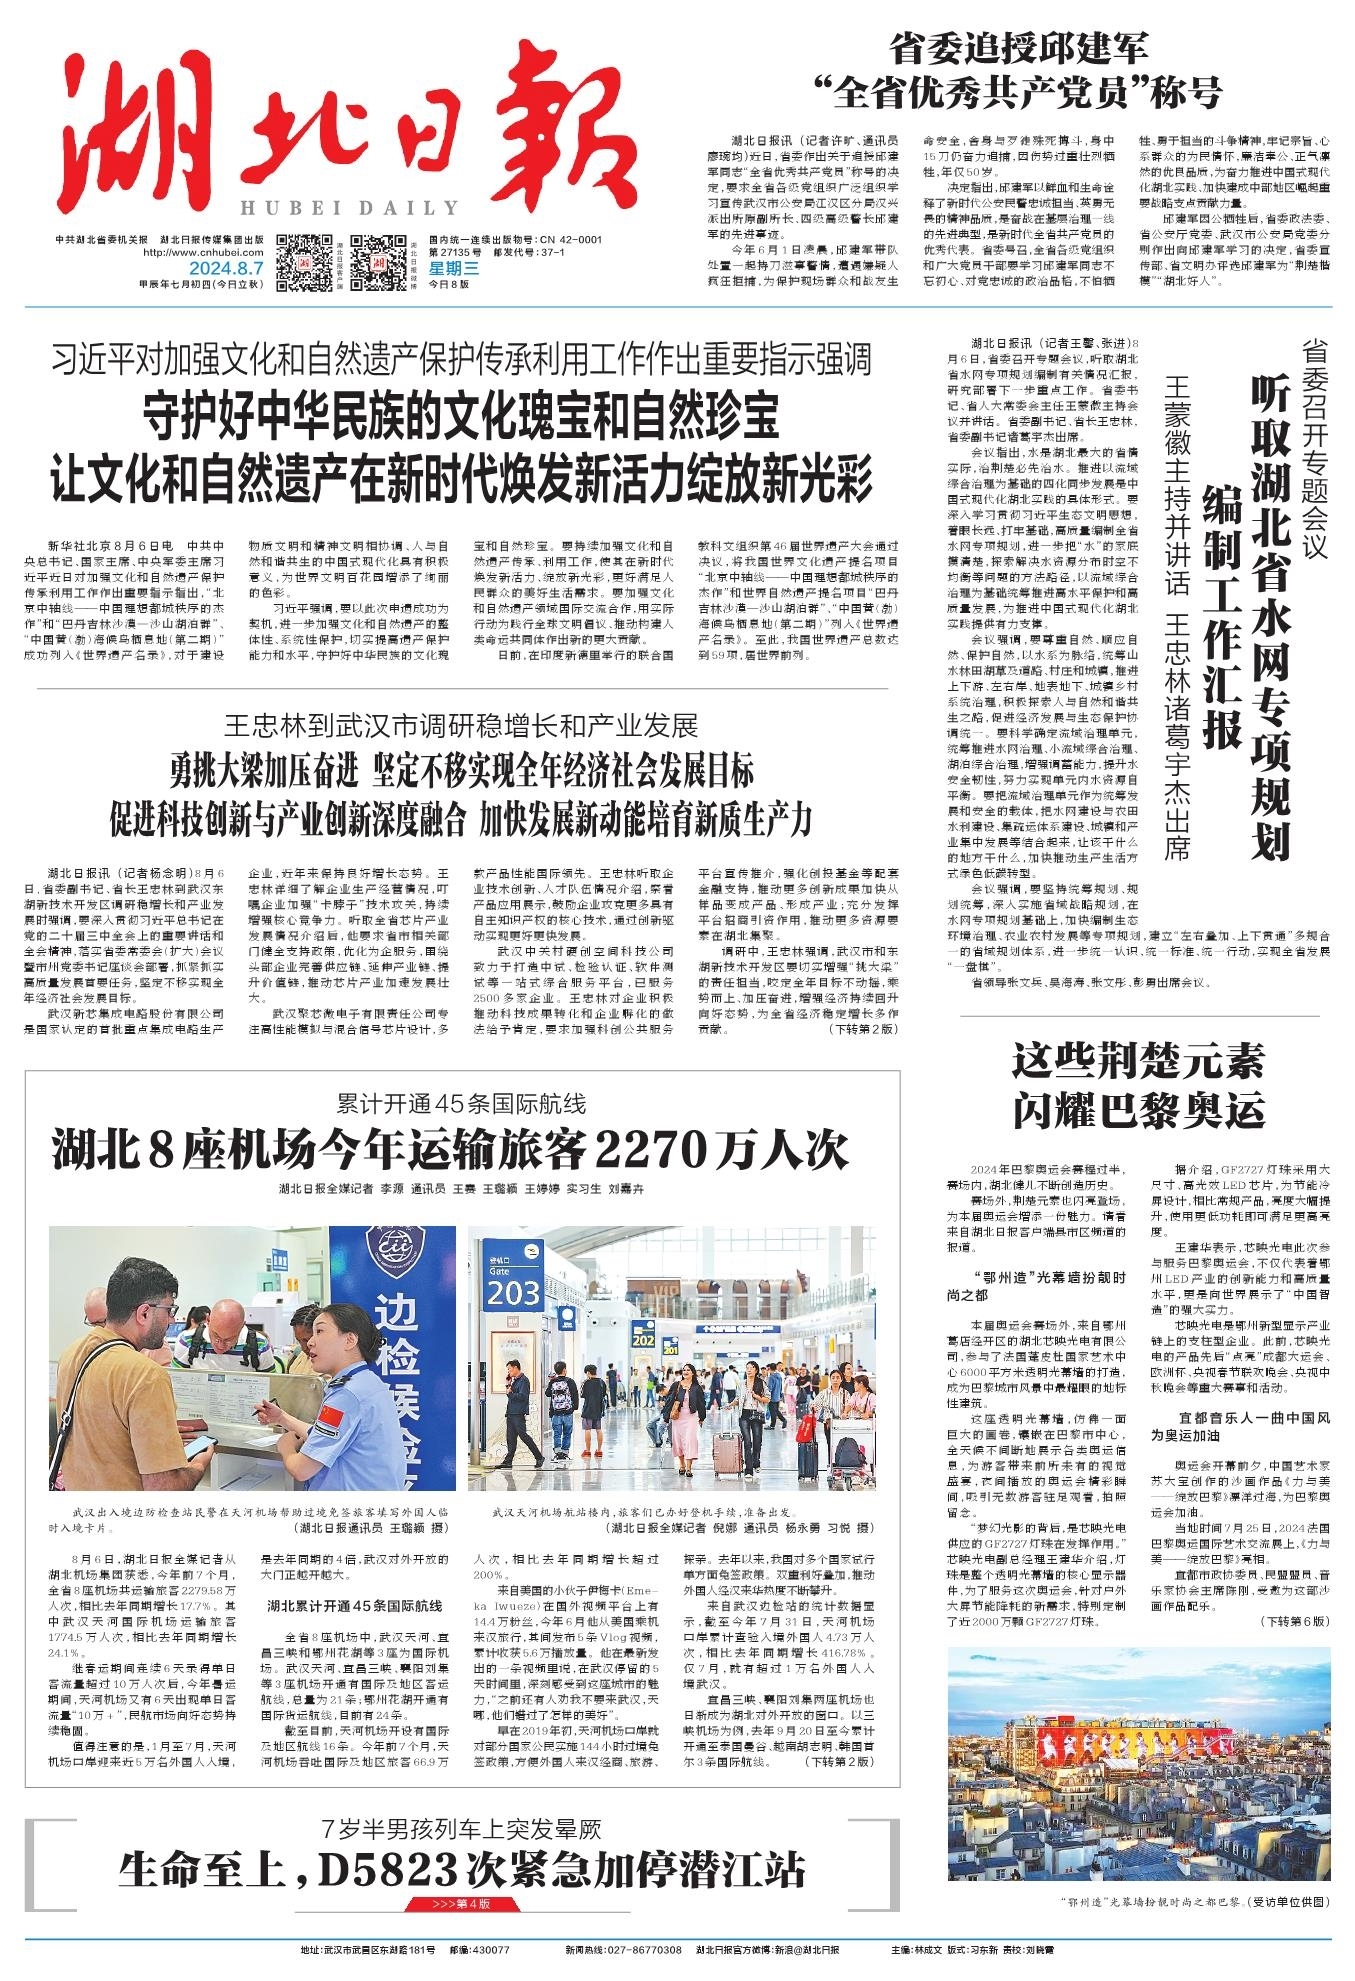 湖北日報
HUBEI DAILY
中共湖北省委机关报 湖北日报传媒集团出版
http://www.cnhubei.com
2024.8.7
甲辰年七月初四(今日立秋)
湖北日报客户端
湖北日报微博
国内统一连续出版物号:CN 42-0001
第27135号 邮发代号:37-1
星期三
今日8版
省委追授邱建军
“全省优秀共产党员”称号
湖北日报讯（记者许旷、通讯员
廖琬均）近日,省委作出关于追授邱建
军同志“全省优秀共产党员”称号的决
定,要求全省各级党组织广泛组织学
习宣传武汉市公安局江汉区分局汉兴
派出所原副所长、四级高级警长邱建
军的先进事迹。
今年6月1日凌晨,邱建军带队
处置一起持刀滋事警情,遭遇嫌疑人
疯狂拒捕,为保护现场群众和战友生
命安全,舍身与歹徒殊死搏斗,身中
15刀仍奋力追捕,因伤势过重壮烈牺
牲,年仅50岁。
决定指出,邱建军以鲜血和生命诠
释了新时代公安民警忠诚担当、英勇无
畏的精神品质,是奋战在基层治理一线
的先进典型,是新时代全省共产党员的
优秀代表。省委号召,全省各级党组织
和广大党员干部要学习邱建军同志不
忘初心、对党忠诚的政治品格,不怕牺
牲、勇于担当的斗争精神,牢记宗旨、心
系群众的为民情怀,廉洁奉公、正气凛
然的优良品质,为奋力推进中国式现代
化湖北实践、加快建成中部地区崛起重
要战略支点贡献力量。
邱建军因公牺牲后,省委政法委、
省公安厅党委、武汉市公安局党委分
别作出向邱建军学习的决定,省委宣
传部、省文明办评选邱建军为“荆楚楷
模”“湖北好人”。
习近平对加强文化和自然遗产保护传承利用工作作出重要指示强调
守护好中华民族的文化瑰宝和自然珍宝
让文化和自然遗产在新时代焕发新活力绽放新光彩
新华社北京8月6日电 中共中
央总书记、国家主席、中央军委主席习
近平近日对加强文化和自然遗产保护
传承利用工作作出重要指示指出,“北
京中轴线——中国理想都城秩序的杰
作”和“巴丹吉林沙漠—沙山湖泊群”、
“中国黄(渤)海候鸟栖息地(第二期)”
成功列入《世界遗产名录》,对于建设
物质文明和精神文明相协调、人与自
然和谐共生的中国式现代化具有积极
意义,为世界文明百花园增添了绚丽
的色彩。
习近平强调,要以此次申遗成功为
契机,进一步加强文化和自然遗产的整
体性、系统性保护,切实提高遗产保护
能力和水平,守护好中华民族的文化瑰
宝和自然珍宝。要持续加强文化和自
然遗产传承、利用工作,使其在新时代
焕发新活力、绽放新光彩,更好满足人
民群众的美好生活需求。要加强文化
和自然遗产领域国际交流合作,用实际
行动为践行全球文明倡议、推动构建人
类命运共同体作出新的更大贡献。
日前,在印度新德里举行的联合国
教科文组织第46届世界遗产大会通过
决议,将我国世界文化遗产提名项目
“北京中轴线——中国理想都城秩序的
杰作”和世界自然遗产提名项目“巴丹
吉林沙漠—沙山湖泊群”、“中国黄(渤)
海候鸟栖息地(第二期)”列入《世界遗
产名录》。至此,我国世界遗产总数达
到59项,居世界前列。
王忠林到武汉市调研稳增长和产业发展
勇挑大梁加压奋进 坚定不移实现全年经济社会发展目标
促进科技创新与产业创新深度融合 加快发展新动能培育新质生产力
湖北日报讯（记者杨念明）8月6
日,省委副书记、省长王忠林到武汉东
湖新技术开发区调研稳增长和产业发
展时强调,要深入贯彻习近平总书记在
党的二十届三中全会上的重要讲话和
全会精神,落实省委常委会(扩大)会议
暨市州党委书记座谈会部署,抓紧抓实
高质量发展首要任务,坚定不移实现全
年经济社会发展目标。
武汉新芯集成电路股份有限公司
是国家认定的首批重点集成电路生产
企业,近年来保持良好增长态势。王
忠林详细了解企业生产经营情况,叮
嘱企业加强“卡脖子”技术攻关,持续
增强核心竞争力。听取全省芯片产业
发展情况介绍后,他要求省市相关部
门健全支持政策,优化为企服务,围绕
头部企业完善供应链、延伸产业链、提
升价值链,推动芯片产业加速发展壮
大。
武汉聚芯微电子有限责任公司专
注高性能模拟与混合信号芯片设计,多
款产品性能国际领先。王忠林听取企
业技术创新、人才队伍情况介绍,察看
产品应用展示,鼓励企业攻克更多具有
自主知识产权的核心技术,通过创新驱
动实现更好更快发展。
武汉中关村硬创空间科技公司
致力于打造中试、检验认证、软件测
试等一站式综合服务平台,已服务
2500多家企业。王忠林对企业积极
推动科技成果转化和企业孵化的做
法给予肯定,要求加强科创公共服务
平台宣传推介,强化创投基金等配套
金融支持,推动更多创新成果加快从
样品变成产品、形成产业;充分发挥
平台招商引资作用,推动更多资源要
素在湖北集聚。
调研中,王忠林强调,武汉市和东
湖新技术开发区要切实增强“挑大梁”
的责任担当,咬定全年目标不动摇,乘
势而上、加压奋进,增强经济持续回升
向好态势,为全省经济稳定增长多作
贡献。 （下转第2版）
省委召开专题会议
听取湖北省水网专项规划
编制工作汇报
王蒙徽主持并讲话 王忠林诸葛宇杰出席
湖北日报讯（记者王馨、张进）8
月6日,省委召开专题会议,听取湖北
省水网专项规划编制有关情况汇报,
研究部署下一步重点工作。省委书
记、省人大常委会主任王蒙徽主持会
议并讲话。省委副书记、省长王忠林,
省委副书记诸葛宇杰出席。
会议指出,水是湖北最大的省情
实际,治荆楚必先治水。推进以流域
综合治理为基础的四化同步发展是中
国式现代化湖北实践的具体形式。要
深入学习贯彻习近平生态文明思想,
着眼长远、打牢基础,高质量编制全省
水网专项规划,进一步把“水”的家底
摸清楚,探索解决水资源分布时空不
均衡等问题的方法路径,以流域综合
治理为基础统筹推进高水平保护和高
质量发展,为推进中国式现代化湖北
实践提供有力支撑。
会议强调,要尊重自然、顺应自
然、保护自然,以水系为脉络,统筹山
水林田湖草及道路、村庄和城镇,推进
上下游、左右岸、地表地下、城镇乡村
系统治理,积极探索人与自然和谐共
生之路,促进经济发展与生态保护协
调统一。要科学确定流域治理单元,
统筹推进水网治理、小流域综合治理、
湖泊综合治理,增强调蓄能力,提升水
安全韧性,努力实现单元内水资源自
平衡。要把流域治理单元作为统筹发
展和安全的载体,把水网建设与农田
水利建设、集疏运体系建设、城镇和产
业集中发展等结合起来,让该干什么
的地方干什么,加快推动生产生活方
式绿色低碳转型。
会议强调,要坚持统筹规划、规
划统筹,深入实施省域战略规划,在
水网专项规划基础上,加快编制生态
环境治理、农业农村发展等专项规划,建立“左右叠加、上下贯通”多规合
一的省域规划体系,进一步统一认识、统一标准、统一行动,实现全省发展
“一盘棋”。
省领导张文兵、吴海涛、张文彤、彭勇出席会议。
累计开通45条国际航线
湖北8座机场今年运输旅客2270万人次
湖北日报全媒记者 李源 通讯员 王赛 王璐颖 王婷婷 实习生 刘嘉卉
边检候检
登机口
Gate
203
202
201
VIP
武汉出入境边防检查站民警在天河机场帮助过境免签旅客填写外国人临
时入境卡片。 （湖北日报通讯员 王璐颖 摄）
武汉天河机场航站楼内,旅客们已办好登机手续,准备出发。
（湖北日报全媒记者 倪娜 通讯员 杨永勇 习悦 摄）
8月6日,湖北日报全媒记者从
湖北机场集团获悉,今年前7个月,
全省8座机场共运输旅客2279.58万
人次,相比去年同期增长17.7%。其
中武汉天河国际机场运输旅客
1774.5万人次,相比去年同期增长
24.1%。
继春运期间连续6天录得单日
客流量超过10万人次后,今年暑运
期间,天河机场又有6天出现单日客
流量“10万+”,民航市场向好态势持
续稳固。
值得注意的是,1月至7月,天河
机场口岸迎来近5万名外国人入境,
是去年同期的4倍,武汉对外开放的
大门正越开越大。
湖北累计开通45条国际航线
全省8座机场中,武汉天河、宜
昌三峡和鄂州花湖等3座为国际机
场。武汉天河、宜昌三峡、襄阳刘集
等3座机场开通有国际及地区客运
航线,总量为21条;鄂州花湖开通有
国际货运航线,目前有24条。
截至目前,天河机场开设有国际
及地区航线16条。今年前7个月,天
河机场吞吐国际及地区旅客66.9万
人次,相比去年同期增长超过
200%。
来自美国的小伙子伊梅卡(Eme-
ka Iwueze)在国外视频平台上有
14.4万粉丝,今年6月他从美国乘机
来汉旅行,其间发布5条Vlog视频,
累计收获5.6万播放量。他在最新发
出的一条视频里说,在武汉停留的5
天时间里,深刻感受到这座城市的魅
力,“之前还有人劝我不要来武汉,天
哪,他们错过了怎样的美好”。
早在2019年初,天河机场口岸就
对部分国家公民实施144小时过境免
签政策,方便外国人来汉经商、旅游、
探亲。去年以来,我国对多个国家试行
单方面免签政策。双重利好叠加,推动
外国人经汉来华热度不断攀升。
来自武汉边检站的统计数据显
示,截至今年7月31日,天河机场
口岸累计查验入境外国人4.73万人
次,相比去年同期增长416.78%。
仅7月,就有超过1万名外国人入
境武汉。
宜昌三峡、襄阳刘集两座机场也
日渐成为湖北对外开放的窗口。以三
峡机场为例,去年9月20日至今累计
开通至泰国曼谷、越南胡志明、韩国首
尔3条国际航线。 （下转第2版）
这些荆楚元素
闪耀巴黎奥运
2024年巴黎奥运会赛程过半,
赛场内,湖北健儿不断创造历史。
赛场外,荆楚元素也闪亮登场,
为本届奥运会增添一份魅力。请看
来自湖北日报客户端县市区频道的
报道。
“鄂州造”光幕墙扮靓时
尚之都
本届奥运会赛场外,来自鄂州
葛店经开区的湖北芯映光电有限公
司,参与了法国蓬皮杜国家艺术中
心6000平方米透明光幕墙的打造,
成为巴黎城市风景中最耀眼的地标
性建筑。
这座透明光幕墙,仿佛一面
巨大的画卷,镶嵌在巴黎市中心,
全天候不间断地展示各类奥运信
息,为游客带来前所未有的视觉
盛宴,夜间播放的奥运会精彩瞬
间,吸引无数游客驻足观看,拍照
留念。
“梦幻光影的背后,是芯映光电
供应的GF2727灯珠在发挥作用。”
芯映光电副总经理王建华介绍,灯
珠是整个透明光幕墙的核心显示器
件,为了服务这次奥运会,针对户外
大屏节能降耗的新需求,特别定制
了近2000万颗GF2727灯珠。
据介绍,GF2727灯珠采用大
尺寸、高光效LED芯片,为节能冷
屏设计,相比常规产品,亮度大幅提
升,使用更低功耗即可满足更高亮
度。
王建华表示,芯映光电此次参
与服务巴黎奥运会,不仅代表着鄂
州LED产业的创新能力和高质量
水平,更是向世界展示了“中国智
造”的强大实力。
芯映光电是鄂州新型显示产业
链上的支柱型企业。此前,芯映光
电的产品先后“点亮”成都大运会、
欧洲杯、央视春节联欢晚会、央视中
秋晚会等重大赛事和活动。
宜都音乐人一曲中国风
为奥运加油
奥运会开幕前夕,中国艺术家
苏大宝创作的沙画作品《力与美
——绽放巴黎》漂洋过海,为巴黎奥
运会加油。
当地时间7月25日,2024法国
巴黎奥运国际艺术交流展上,《力与
美——绽放巴黎》亮相。
宜都市政协委员、民盟盟员、音
乐家协会主席陈刚,受邀为这部沙
画作品配乐。
（下转第6版）
“鄂州造”光幕墙扮靓时尚之都巴黎。(受访单位供图)
7岁半男孩列车上突发晕厥
生命至上,D5823次紧急加停潜江站
>>>第4版
地址:武汉市武昌区东湖路181号 邮编:430077 新闻热线:027-86770308 湖北日报官方微博:新浪@湖北日报 主编:林成文 版式:习东新 责校:刘晓霞